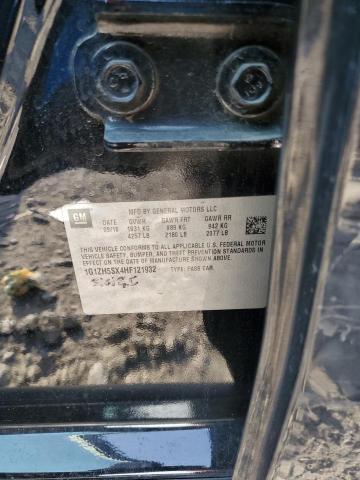 GM
MFD BY GENERAL MOTORS LLC
DATE GVWR GAWR FRT GAWR RR
09/16 1931 KG 989 KG 942 KG
4257 LB 2180 LB 2077 LB
THIS VEHICLE CONFORMS TO ALL APPLICABLE U.S. FEDERAL MOTOR
VEHICLE SAFETY, BUMPER, AND THEFT PREVENTION STANDARDS
IN EFFECT ON THE DATE OF MANUFACTURE SHOWN ABOVE.
1G1ZH5SX4HF121932 TYPE: PASS CAR